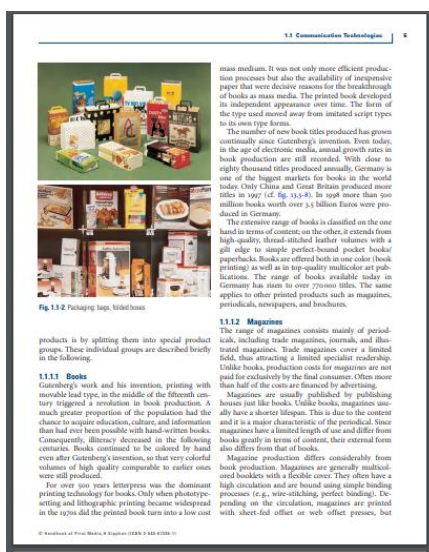 1.1 Communication Technologies 5
Fig. 1.1-2 Packaging: bags, folded boxes
products is by splitting them into special product
groups. These individual groups are described briefly
in the following.
1.1.1.1 Books
Gutenberg's work and his invention, printing with
movable lead type, in the middle of the fifteenth cen-
tury triggered a revolution in book production. A
much greater proportion of the population had the
chance to acquire education, culture, and information
than had ever been possible with hand-written books.
Consequently, illiteracy decreased in the following
centuries. Books continued to be colored by hand
even after Gutenberg's invention, so that very colorful
volumes of high quality comparable to earlier ones
were still produced.
For over 500 years letterpress was the dominant
printing technology for books. Only when phototype-
setting and lithographic printing became widespread
in the 1970s did the printed book turn into a low cost
mass medium. It was not only more efficient produc-
tion processes but also the availability of inexpensive
paper that were decisive reasons for the breakthrough
of books as mass media. The printed book developed
its independent appearance over time. The form of
the type used moved away from imitated script types
to its own type forms.
The number of new book titles produced has grown
continually since Gutenberg's invention. Even today,
in the age of electronic media, annual growth rates in
book production are still recorded. With close to
eighty thousand titles produced annually, Germany is
one of the biggest markets for books in the world
today. Only China and Great Britain produced more
titles in 1997 (cf. fig. 13.3-8). In 1998 more than 900
million books worth over 3.5 billion Euros were pro-
duced in Germany.
The extensive range of books is classified on the one
hand in terms of content; on the other, it extends from
high-quality, thread-stitched leather volumes with a
gilt edge to simple perfect-bound pocket books/
paperbacks. Books are offered both in one color (book
printing) as well as in top-quality multicolor art pub-
lications. The range of books available today in
Germany has risen to over 770000 titles. The same
applies to other printed products such as magazines,
periodicals, newspapers, and brochures.
1.1.1.2 Magazines
The range of magazines consists mainly of period-
icals, including trade magazines, journals, and illus-
trated magazines. Trade magazines cover a limited
field, thus attracting a limited specialist readership.
Unlike books, production costs for magazines are not
paid for exclusively by the final consumer. Often more
than half of the costs are financed by advertising.
Magazines are usually published by publishing
houses just like books. Unlike books, magazines usu-
ally have a shorter lifespan. This is due to the content
and it is a major characteristic of the periodical. Since
magazines have a limited length of use and differ from
books greatly in terms of content, their external form
also differs from that of books.
Magazine production differs considerably from
book production. Magazines are generally multicol-
ored booklets with a flexible cover. They often have a
high circulation and are bound using simple binding
processes (e.g., wire-stitching, perfect binding). De-
pending on the circulation, magazines are printed
with sheet-fed offset or web offset presses, but
© Handbook of Print Media, H. Kipphan